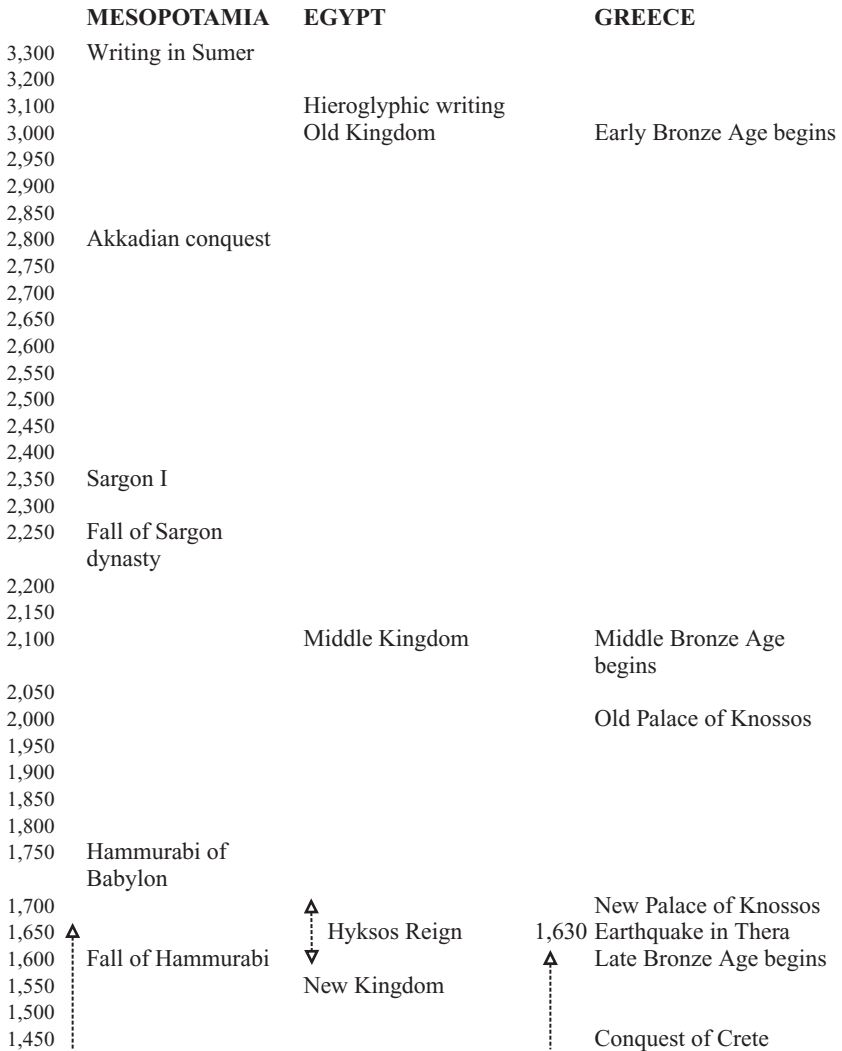 MESOPOTAMIA EGYPT GREECE
3,300 Writing in Sumer
3,200
3,100 Hieroglyphic writing
3,000 Old Kingdom Early Bronze Age begins
2,950
2,900
2,850
2,800 Akkadian conquest
2,750
2,700
2,650
2,600
2,550
2,500
2,450
2,400
2,350 Sargon I
2,300
2,250 Fall of Sargon
dynasty
2,200
2,150
2,100 Middle Kingdom Middle Bronze Age
begins
2,050
2,000 Old Palace of Knossos
1,950
1,900
1,850
1,800
1,750 Hammurabi of
Babylon
1,700 New Palace of Knossos
1,650 Hyksos Reign 1,630 Earthquake in Thera
1,600 Fall of Hammurabi Late Bronze Age begins
1,550 New Kingdom
1,500
1,450 Conquest of Crete